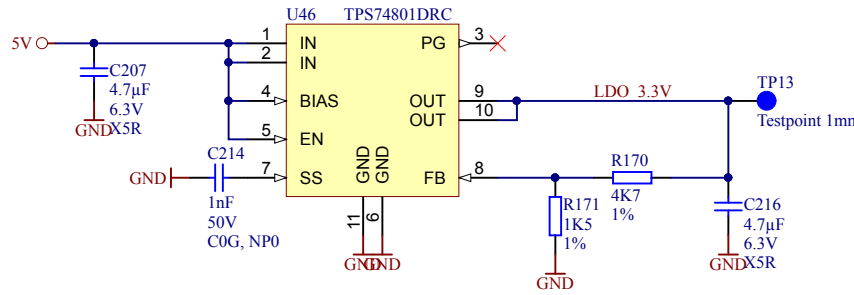 U46
TPS74801DRC
5V
1
IN
2
IN
4
BIAS
5
EN
7
SS
PG
3
OUT
9
OUT
10
FB
8
GND
GND
11
6
GND
GND
C207
4.7µF
6.3V
X5R
GND
GND
C214
1nF
50V
C0G, NP0
LDO_3.3V
TP13
Testpoint 1mm
R170
4K7
1%
R171
1K5
1%
GND
C216
4.7µF
6.3V
X5R
GND